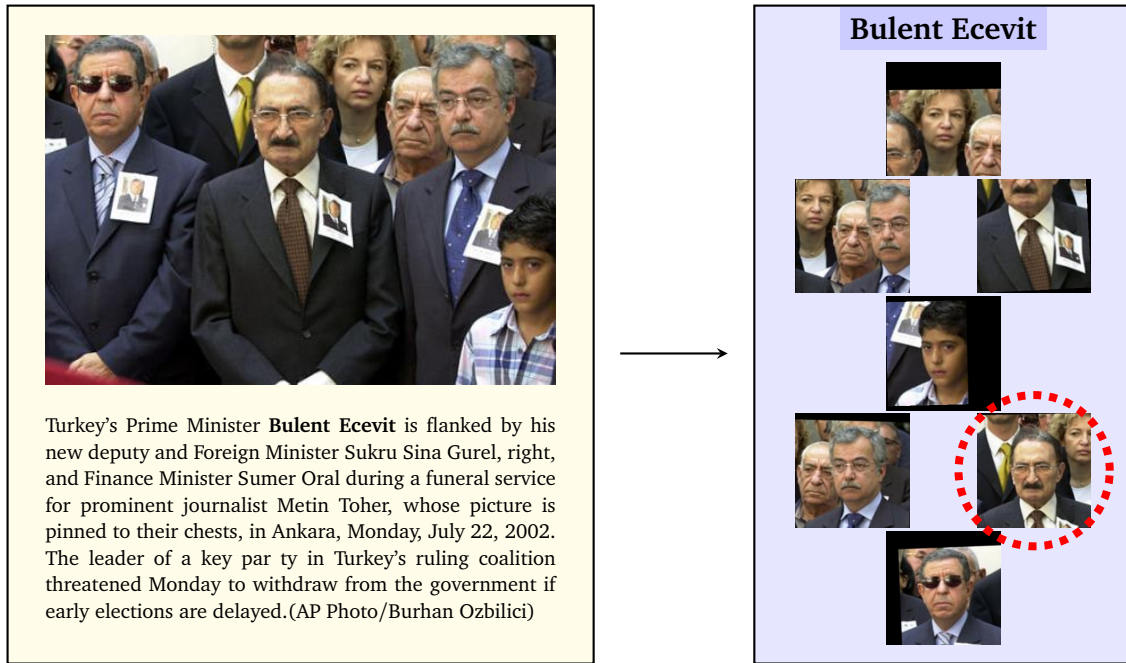 Bulent Ecevit
Turkey's Prime Minister Bulent Ecevit is flanked by his
new deputy and Foreign Minister Sukru Sina Gurel, right,
and Finance Minister Sumer Oral during a funeral service
for prominent journalist Metin Toher, whose picture is
pinned to their chests, in Ankara, Monday, July 22, 2002.
The leader of a key par ty in Turkey's ruling coalition
threatened Monday to withdraw from the government if
early elections are delayed.(AP Photo/Burhan Ozbilici)